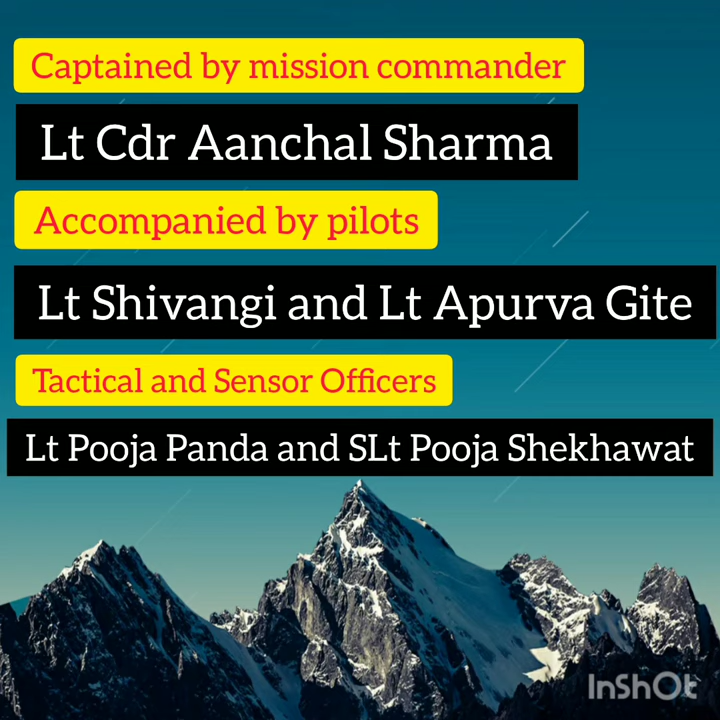 Captained by mission commander
Lt Cdr Aanchal Sharma
Accompanied by pilots
Lt Shivangi and Lt Apurva Gite
Tactical and Sensor Officers
Lt Pooja Panda and SLt Pooja Shekhawat
InShOt